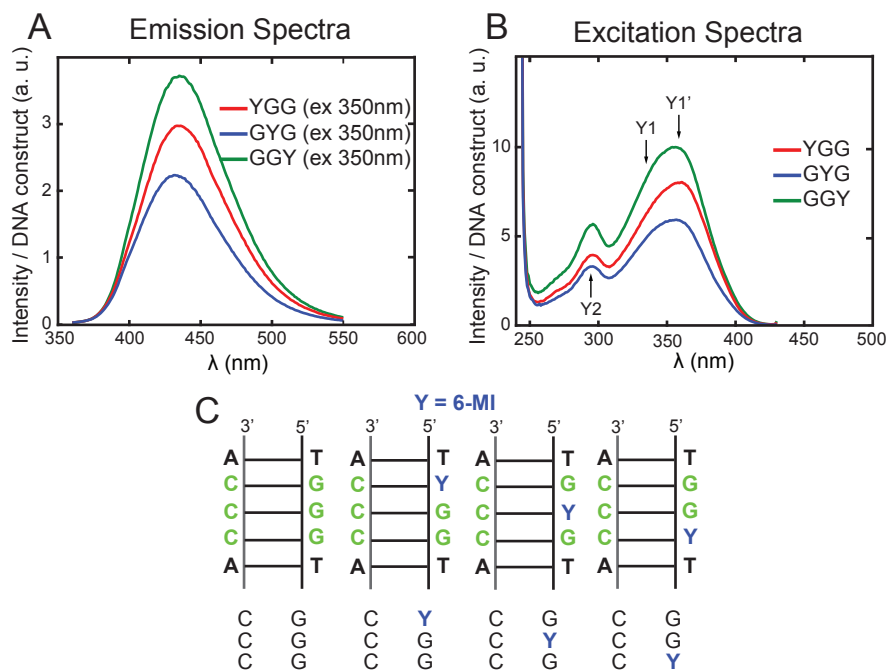 A Emission Spectra
Intensity / DNA construct (a. u.)
3
2
1
0
350 400 450 500 550 600
λ (nm)
YGG (ex 350nm)
GYG (ex 350nm)
GGY (ex 350nm)
B Excitation Spectra
Intensity / DNA construct (a. u.)
10
5
0
250 300 350 400 450 500
λ (nm)
Y1 Y1’
Y2
YGG
GYG
GGY
C Y = 6-MI
3’ 5’ 3’ 5’ 3’ 5’ 3’ 5’
A T A T A T A T
C G C Y C G C G
C G C G C Y C G
C G C G C G C Y
A T A T A T A T
C G C Y C G C G
C G C G C Y C G
C G C G C G C Y